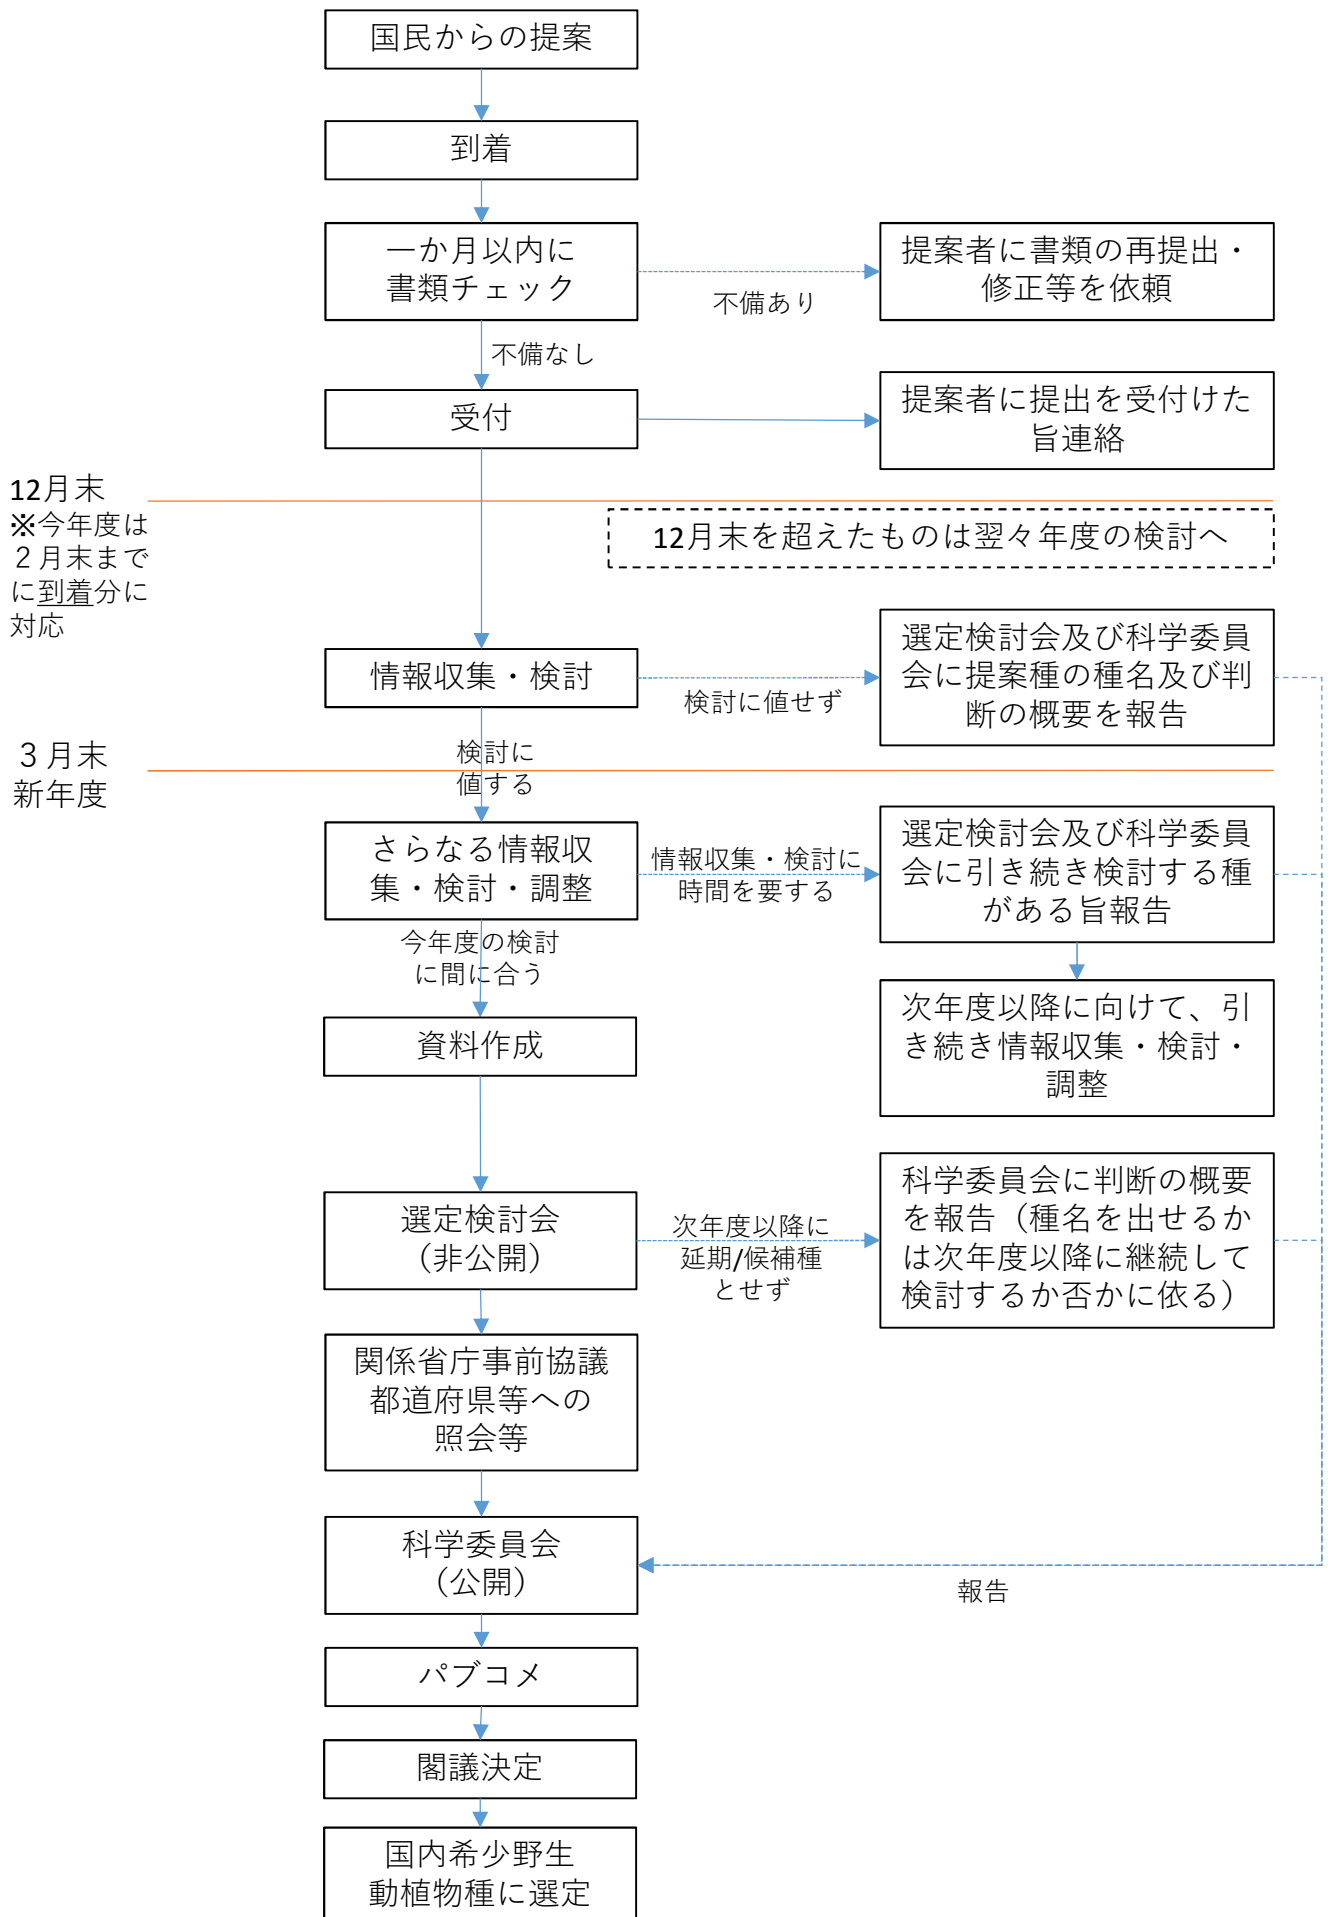 国民からの提案
到着
一か月以内に
書類チェック
不備あり
提案者に書類の再提出・
修正等を依頼
不備なし
受付
提案者に提出を受付けた
旨連絡
12月末
※今年度は
２月末まで
に到着分に
対応
12月末を超えたものは翌々年度の検討へ
情報収集・検討
検討に値せず
選定検討会及び科学委員
会に提案種の種名及び判
断の概要を報告
検討に
値する
３月末
新年度
さらなる情報収
集・検討・調整
情報収集・検討に
時間を要する
選定検討会及び科学委員
会に引き続き検討する種
がある旨報告
今年度の検討
に間に合う
次年度以降に向けて、引
き続き情報収集・検討・
調整
資料作成
選定検討会
（非公開）
次年度以降に
延期/候補種
とせず
科学委員会に判断の概要
を報告（種名を出せるか
は次年度以降に継続して
検討するか否かに依る）
関係省庁事前協議
都道府県等への
照会等
科学委員会
（公開）
報告
パブコメ
閣議決定
国内希少野生
動植物種に選定